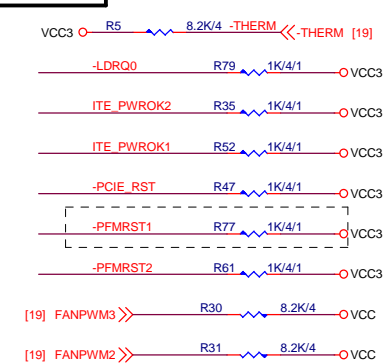 VCC3 R5 8.2K/4 -THERM -THERM [19]
-LDRQ0 R79 1K/4/1 VCC3
ITE_PWROK2 R35 1K/4/1 VCC3
ITE_PWROK1 R52 1K/4/1 VCC3
-PCIE_RST R47 1K/4/1 VCC3
-PFMRST1 R77 1K/4/1 VCC3
-PFMRST2 R61 1K/4/1 VCC3
[19] FANPWM3 R30 8.2K/4 VCC
[19] FANPWM2 R31 8.2K/4 VCC